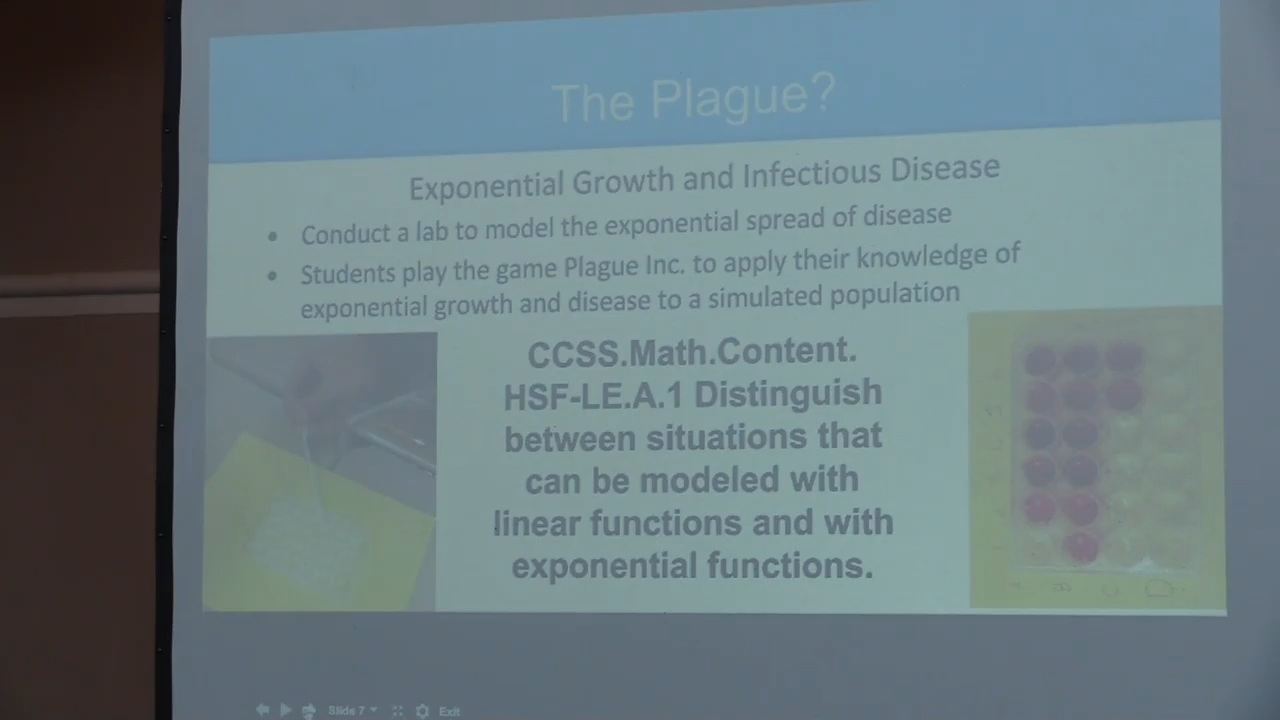 The Plague?
Exponential Growth and Infectious Disease
• Conduct a lab to model the exponential spread of disease
• Students play the game Plague Inc. to apply their knowledge of
exponential growth and disease to a simulated population
CCSS.Math.Content.
HSF-LE.A.1 Distinguish
between situations that
can be modeled with
linear functions and with
exponential functions.
Slide 7
Exit